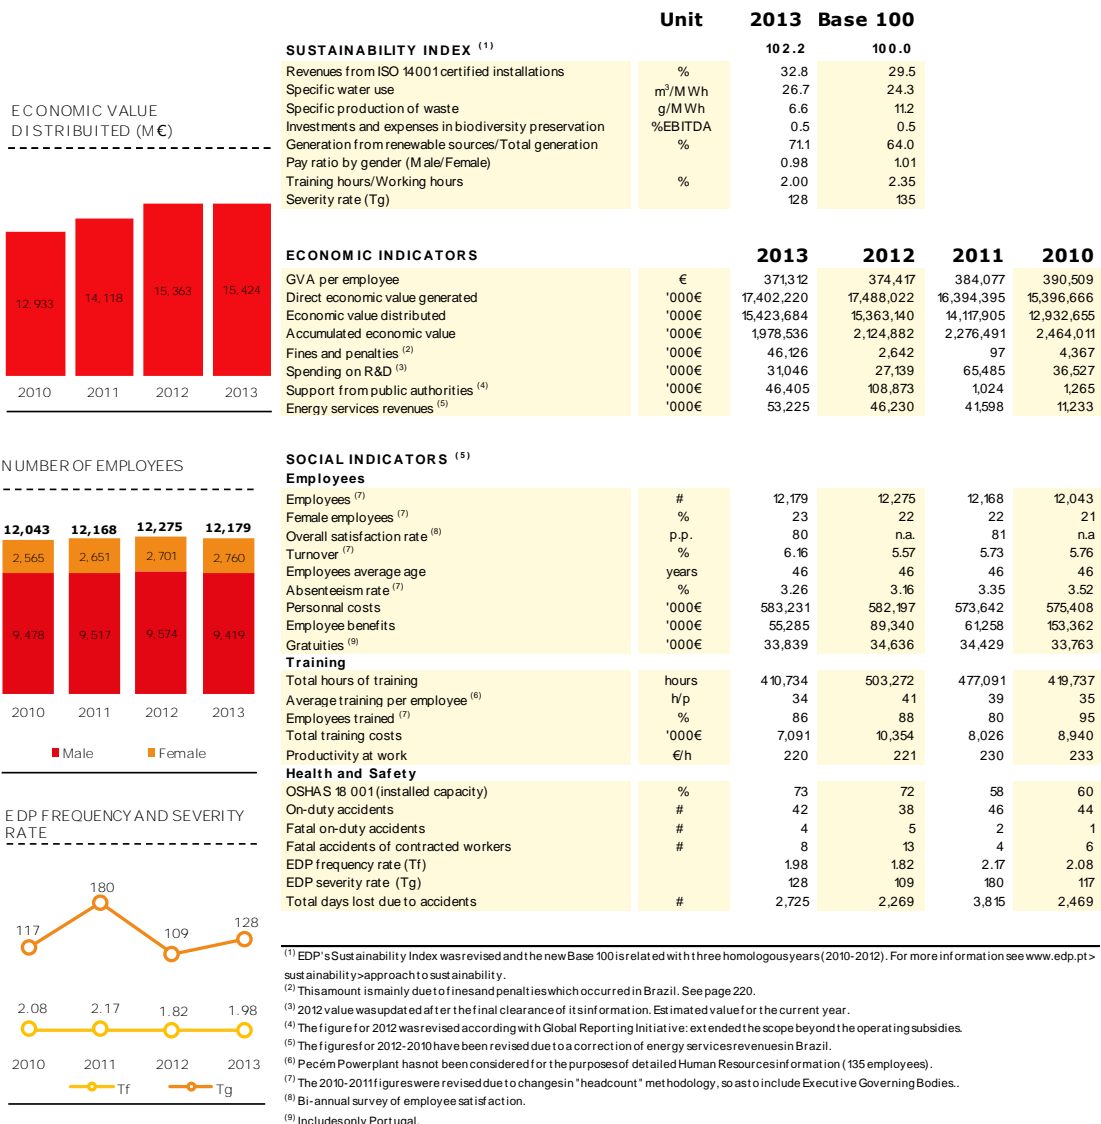 Unit 2013 Base 100
SUSTAINABILITY INDEX (1) 102.2 100.0
Revenues from ISO 14001 certified installations % 32.8 29.5
Specific water use m³/MWh 26.7 24.3
Specific production of waste g/MWh 6.6 11.2
Investments and expenses in biodiversity preservation %EBITDA 0.5 0.5
Generation from renewable sources/Total generation % 71.1 64.0
Pay ratio by gender (Male/Female) 0.98 1.01
Training hours/Working hours % 2.00 2.35
Severity rate (Tg) 128 135
ECONOMIC VALUE
DISTRIBUITED (M€)
12,933 14,118 15,363 15,424
2010 2011 2012 2013
ECONOMIC INDICATORS 2013 2012 2011 2010
GVA per employee € 371,312 374,417 384,077 390,509
Direct economic value generated '000€ 17,402,220 17,488,022 16,394,395 15,396,666
Economic value distributed '000€ 15,423,684 15,363,140 14,117,905 12,932,655
Accumulated economic value '000€ 1,978,536 2,124,882 2,276,491 2,464,011
Fines and penalties (2) '000€ 46,126 2,642 97 4,367
Spending on R&D (3) '000€ 31,046 27,139 65,485 36,527
Support from public authorities (4) '000€ 46,405 108,873 1,024 1,265
Energy services revenues (5) '000€ 53,225 46,230 41,598 11,233
NUMBER OF EMPLOYEES
12,043 12,168 12,275 12,179
2,565 2,651 2,701 2,760
9,478 9,517 9,574 9,419
2010 2011 2012 2013
Male Female
SOCIAL INDICATORS (5)
Employees
Employees (7) # 12,179 12,275 12,168 12,043
Female employees (7) % 23 22 22 21
Overall satisfaction rate (8) p.p. 80 n.a. 81 n.a
Turnover (7) % 6.16 5.57 5.73 5.76
Employees average age years 46 46 46 46
Absenteeism rate (7) % 3.26 3.16 3.35 3.52
Personnal costs '000€ 583,231 582,197 573,642 575,408
Employee benefits '000€ 55,285 89,340 61,258 153,362
Gratuities (9) '000€ 33,839 34,636 34,429 33,763
Training
Total hours of training hours 410,734 503,272 477,091 419,737
Average training per employee (6) h/p 34 41 39 35
Employees trained (7) % 86 88 80 95
Total training costs '000€ 7,091 10,354 8,026 8,940
Productivity at work €/h 220 221 230 233
Health and Safety
OSHAS 18 001 (installed capacity) % 73 72 58 60
On-duty accidents # 42 38 46 44
Fatal on-duty accidents # 4 5 2 1
Fatal accidents of contracted workers # 8 13 4 6
EDP frequency rate (Tf) 1.98 1.82 2.17 2.08
EDP severity rate (Tg) 128 109 180 117
Total days lost due to accidents # 2,725 2,269 3,815 2,469
EDP FREQUENCY AND SEVERITY
RATE
117 180 109 128
2.08 2.17 1.82 1.98
2010 2011 2012 2013
Tf Tg
(1) EDP's Sustainability Index was revised and the new Base 100 is related with three homologous years (2010-2012). For more information see www.edp.pt>
sustainability>approach to sustainability.
(2) This amount is mainly due to fines and penalties which occurred in Brazil. See page 220.
(3) 2012 value was updated after the final clearance of its information. Estimated value for the current year.
(4) The figure for 2012 was revised according with Global Reporting Initiative: extended the scope beyond the operating subsidies.
(5) The figures for 2012-2010 have been revised due to a correction of energy services revenues in Brazil.
(6) Pecém Powerplant has not been considered for the purposes of detailed Human Resources information (135 employees).
(7) The 2010-2011 figures were revised due to changes in "headcount" methodology, so as to include Executive Governing Bodies..
(8) Bi-annual survey of employee satisfaction.
(9) Includes only Portugal.